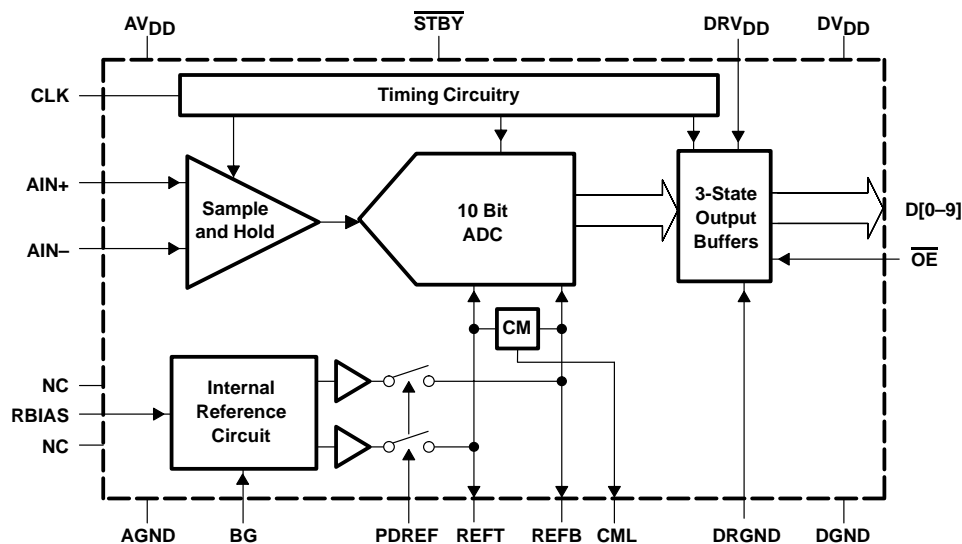 AVDD
STBY
DRVDD
DVDD
CLK
Timing Circuitry
AIN+
AIN–
Sample
and Hold
10 Bit
ADC
3-State
Output
Buffers
D[0–9]
OE
CM
NC
RBIAS
NC
Internal
Reference
Circuit
AGND
BG
PDREF
REFT
REFB
CML
DRGND
DGND